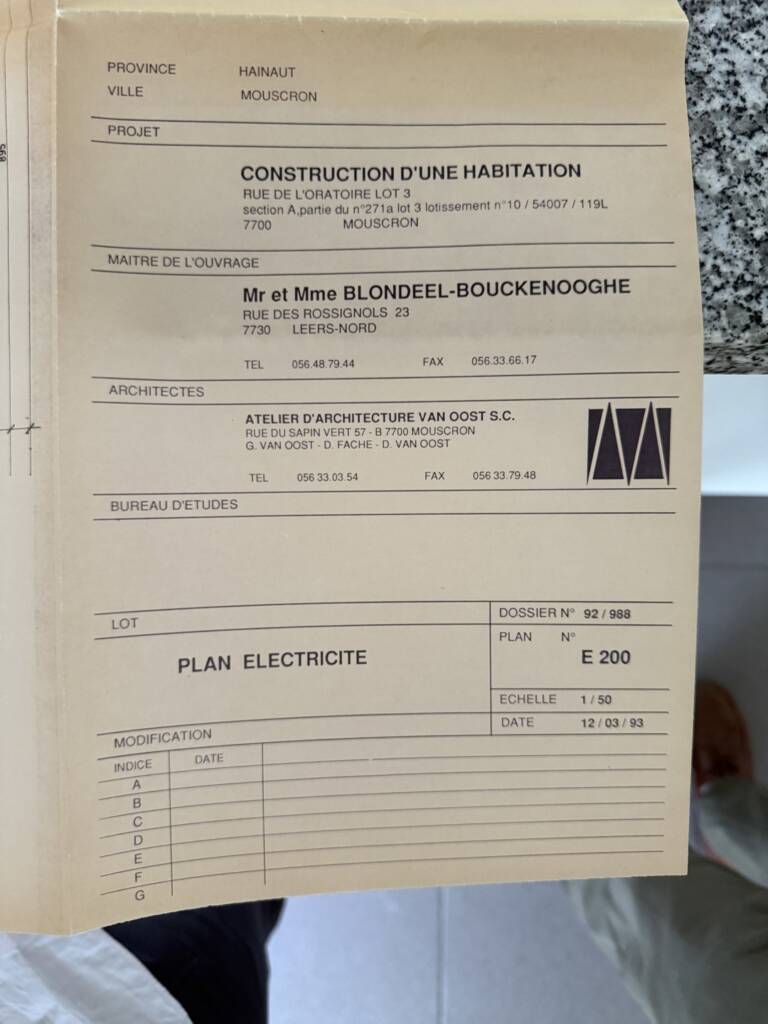 PROVINCE HAINAUT
VILLE MOUSCRON
PROJET
CONSTRUCTION D'UNE HABITATION
RUE DE L'ORATOIRE LOT 3
section A,partie du n°271a lot 3 lotissement n°10 / 54007 / 119L
7700 MOUSCRON
MAITRE DE L'OUVRAGE
Mr et Mme BLONDEEL-BOUCKENOOGHE
RUE DES ROSSIGNOLS 23
7730 LEERS-NORD
TEL 056.48.79.44 FAX 056.33.66.17
ARCHITECTES
ATELIER D'ARCHITECTURE VAN OOST S.C.
RUE DU SAPIN VERT 57 - B 7700 MOUSCRON
G. VAN OOST - D. FACHE - D. VAN OOST
TEL 056 33.03.54 FAX 056 33.79.48
BUREAU D'ETUDES
LOT
DOSSIER N° 92 / 988
PLAN N°
E 200
PLAN ELECTRICITE
ECHELLE 1 / 50
DATE 12 / 03 / 93
MODIFICATION
INDICE DATE
A
B
C
D
E
F
G
695